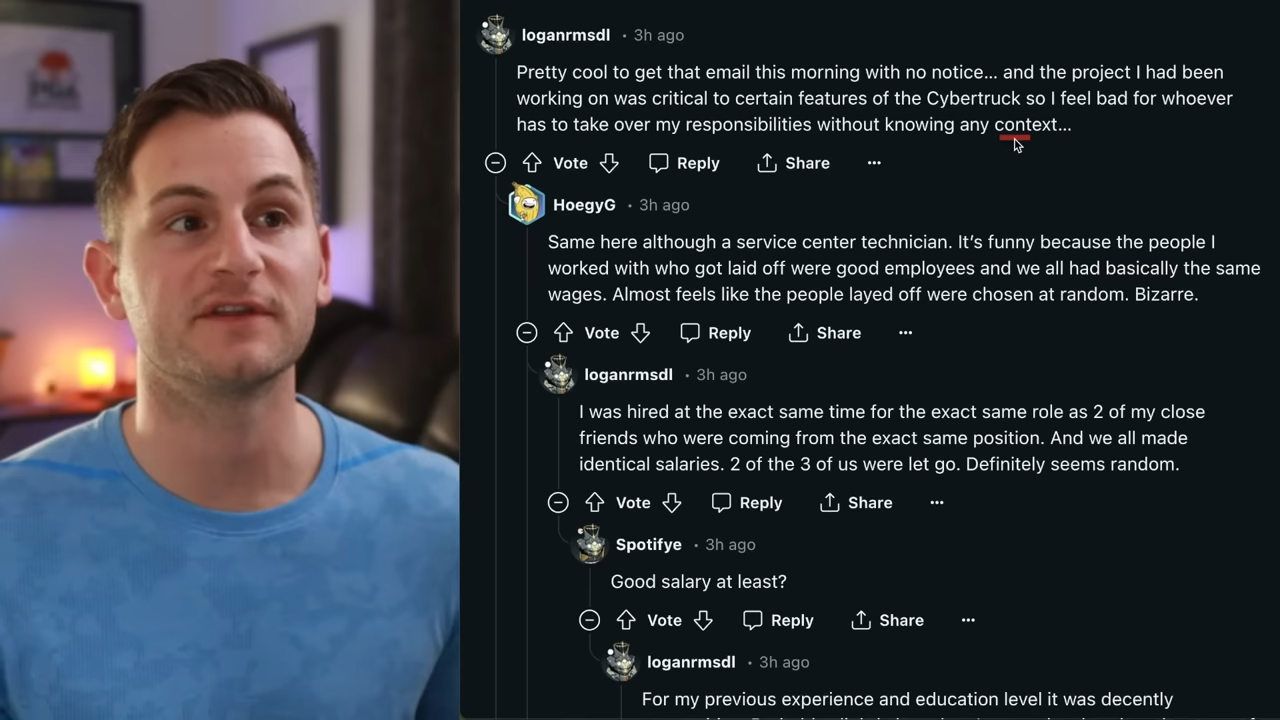 loganrmsdl • 3h ago
Pretty cool to get that email this morning with no notice... and the project I had been
working on was critical to certain features of the Cybertruck so I feel bad for whoever
has to take over my responsibilities without knowing any context...
Vote Reply Share
HoegyG • 3h ago
Same here although a service center technician. It’s funny because the people I
worked with who got laid off were good employees and we all had basically the same
wages. Almost feels like the people layed off were chosen at random. Bizarre.
Vote Reply Share
loganrmsdl • 3h ago
I was hired at the exact same time for the exact same role as 2 of my close
friends who were coming from the exact same position. And we all made
identical salaries. 2 of the 3 of us were let go. Definitely seems random.
Vote Reply Share
Spotifye • 3h ago
Good salary at least?
Vote Reply Share
loganrmsdl • 3h ago
For my previous experience and education level it was decently